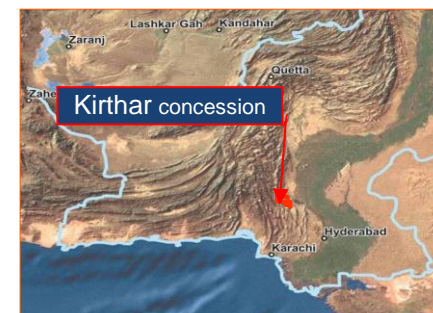 Lashkar Gah Kandahar
Zaranj
Quetta
Zahe
Kirthar concession
Hyderabad
Karachi